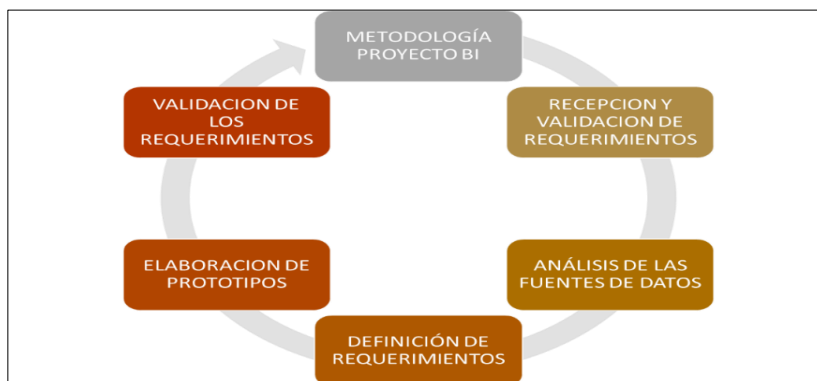 METODOLOGÍA
PROYECTO BI
RECEPCION Y
VALIDACION DE
REQUERIMIENTOS
ANÁLISIS DE LAS
FUENTES DE DATOS
DEFINICIÓN DE
REQUERIMIENTOS
ELABORACION DE
PROTOTIPOS
VALIDACION DE
LOS
REQUERIMIENTOS